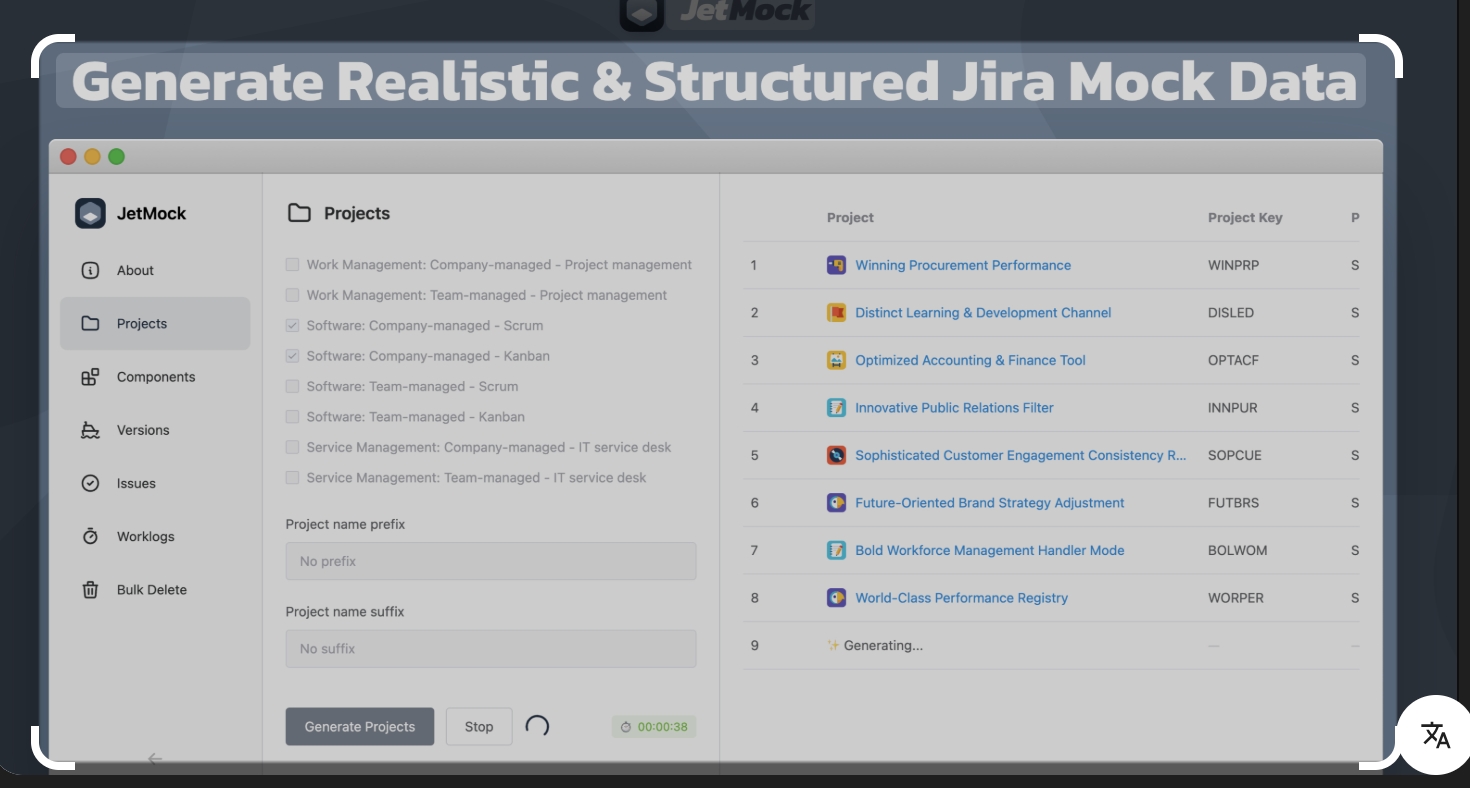 JetMock
Generate Realistic & Structured Jira Mock Data
JetMock
About
Projects
Components
Versions
Issues
Worklogs
Bulk Delete
Projects
Work Management: Company-managed - Project management
Work Management: Team-managed - Project management
Software: Company-managed - Scrum
Software: Company-managed - Kanban
Software: Team-managed - Scrum
Software: Team-managed - Kanban
Service Management: Company-managed - IT service desk
Service Management: Team-managed - IT service desk
Project name prefix
No prefix
Project name suffix
No suffix
Generate Projects Stop 00:00:38
Project Project Key P
1 Winning Procurement Performance WINPRP S
2 Distinct Learning & Development Channel DISLED S
3 Optimized Accounting & Finance Tool OPTACF S
4 Innovative Public Relations Filter INNPUR S
5 Sophisticated Customer Engagement Consistency R... SOPCUE S
6 Future-Oriented Brand Strategy Adjustment FUTBRS S
7 Bold Workforce Management Handler Mode BOLWOM S
8 World-Class Performance Registry WORPER S
9 ✨ Generating... — —